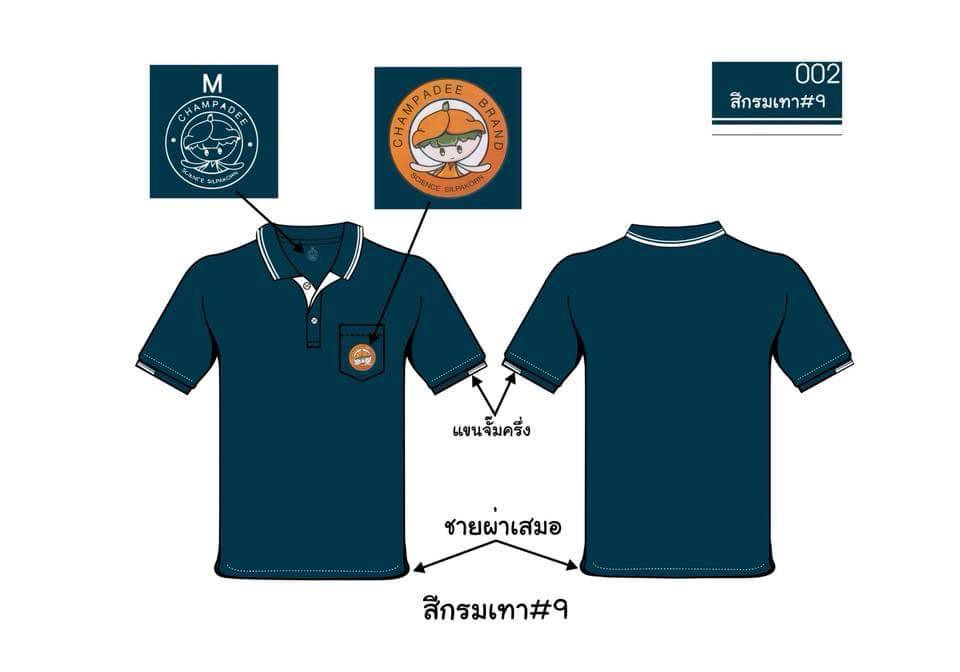 M
CHAMPADEE
SCIENCE SILPAKORN
CHAMPADEE BRAND
SCIENCE SILPAKORN
002
สีกรมเทา#9
แขนจั๊มครึ่ง
ชายผ่าเสมอ
สีกรมเทา#9